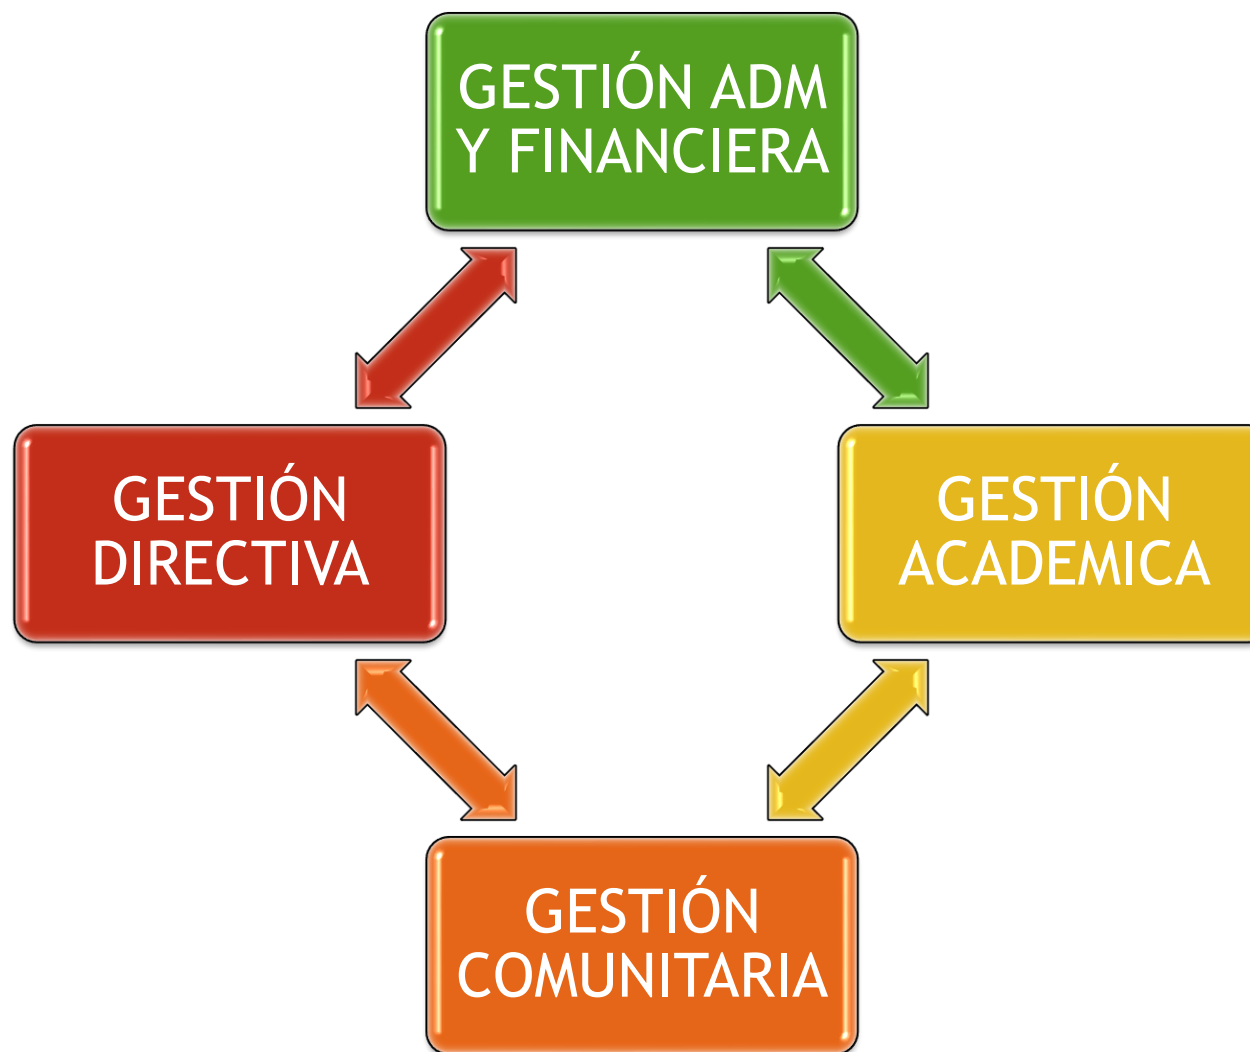 GESTIÓN ADM
Y FINANCIERA
GESTIÓN
DIRECTIVA
GESTIÓN
ACADEMICA
GESTIÓN
COMUNITARIA